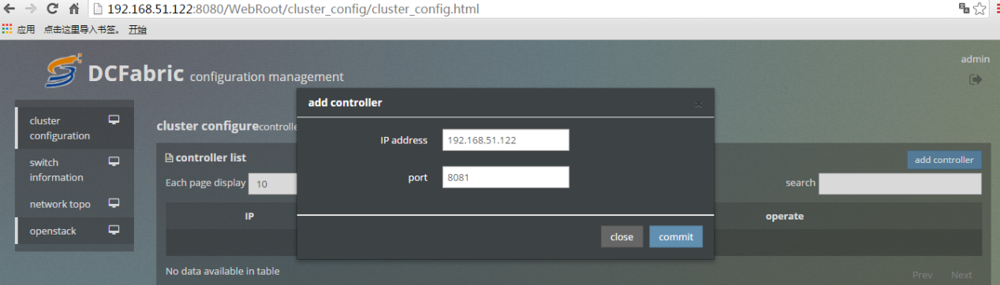 192.168.51.122:8080/WebRoot/cluster_config/cluster_config.html
应用 点击这里导入书签。 开始
DCFabric configuration management
admin
add controller
cluster configuration
cluster configurecontrolle
IP address 192.168.51.122
controller list
add controller
switch information
port 8081
Each page display 10
search
network topo
IP
operate
openstack
close commit
No data available in table
Prev Next